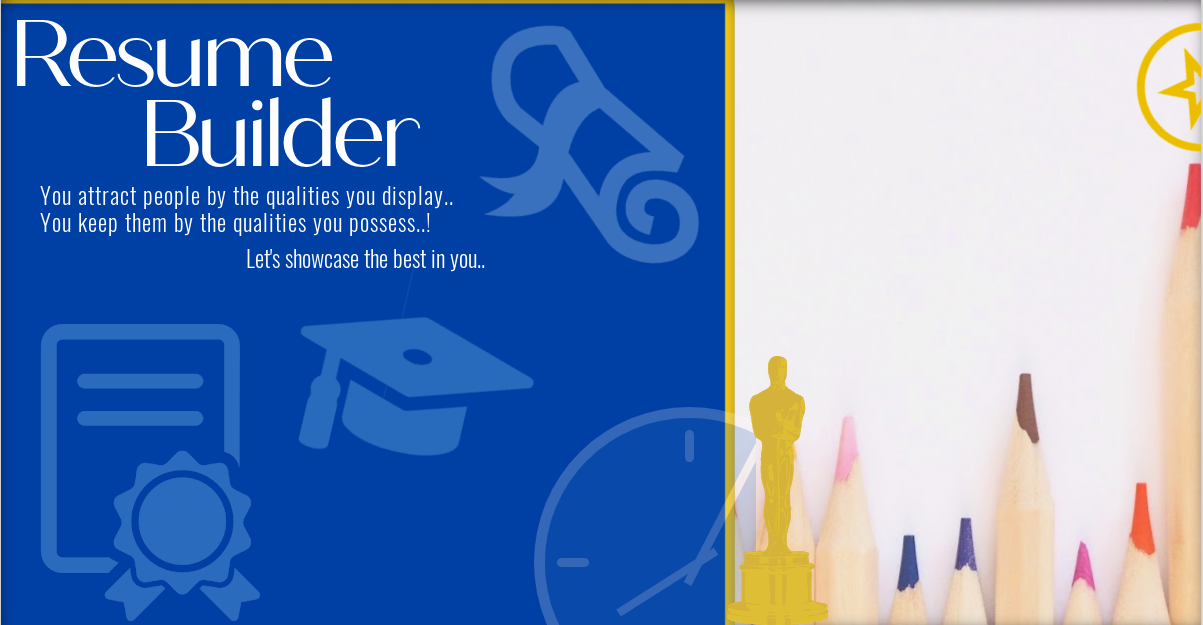 Resume
Builder
You attract people by the qualities you display..
You keep them by the qualities you possess..!
Let's showcase the best in you..